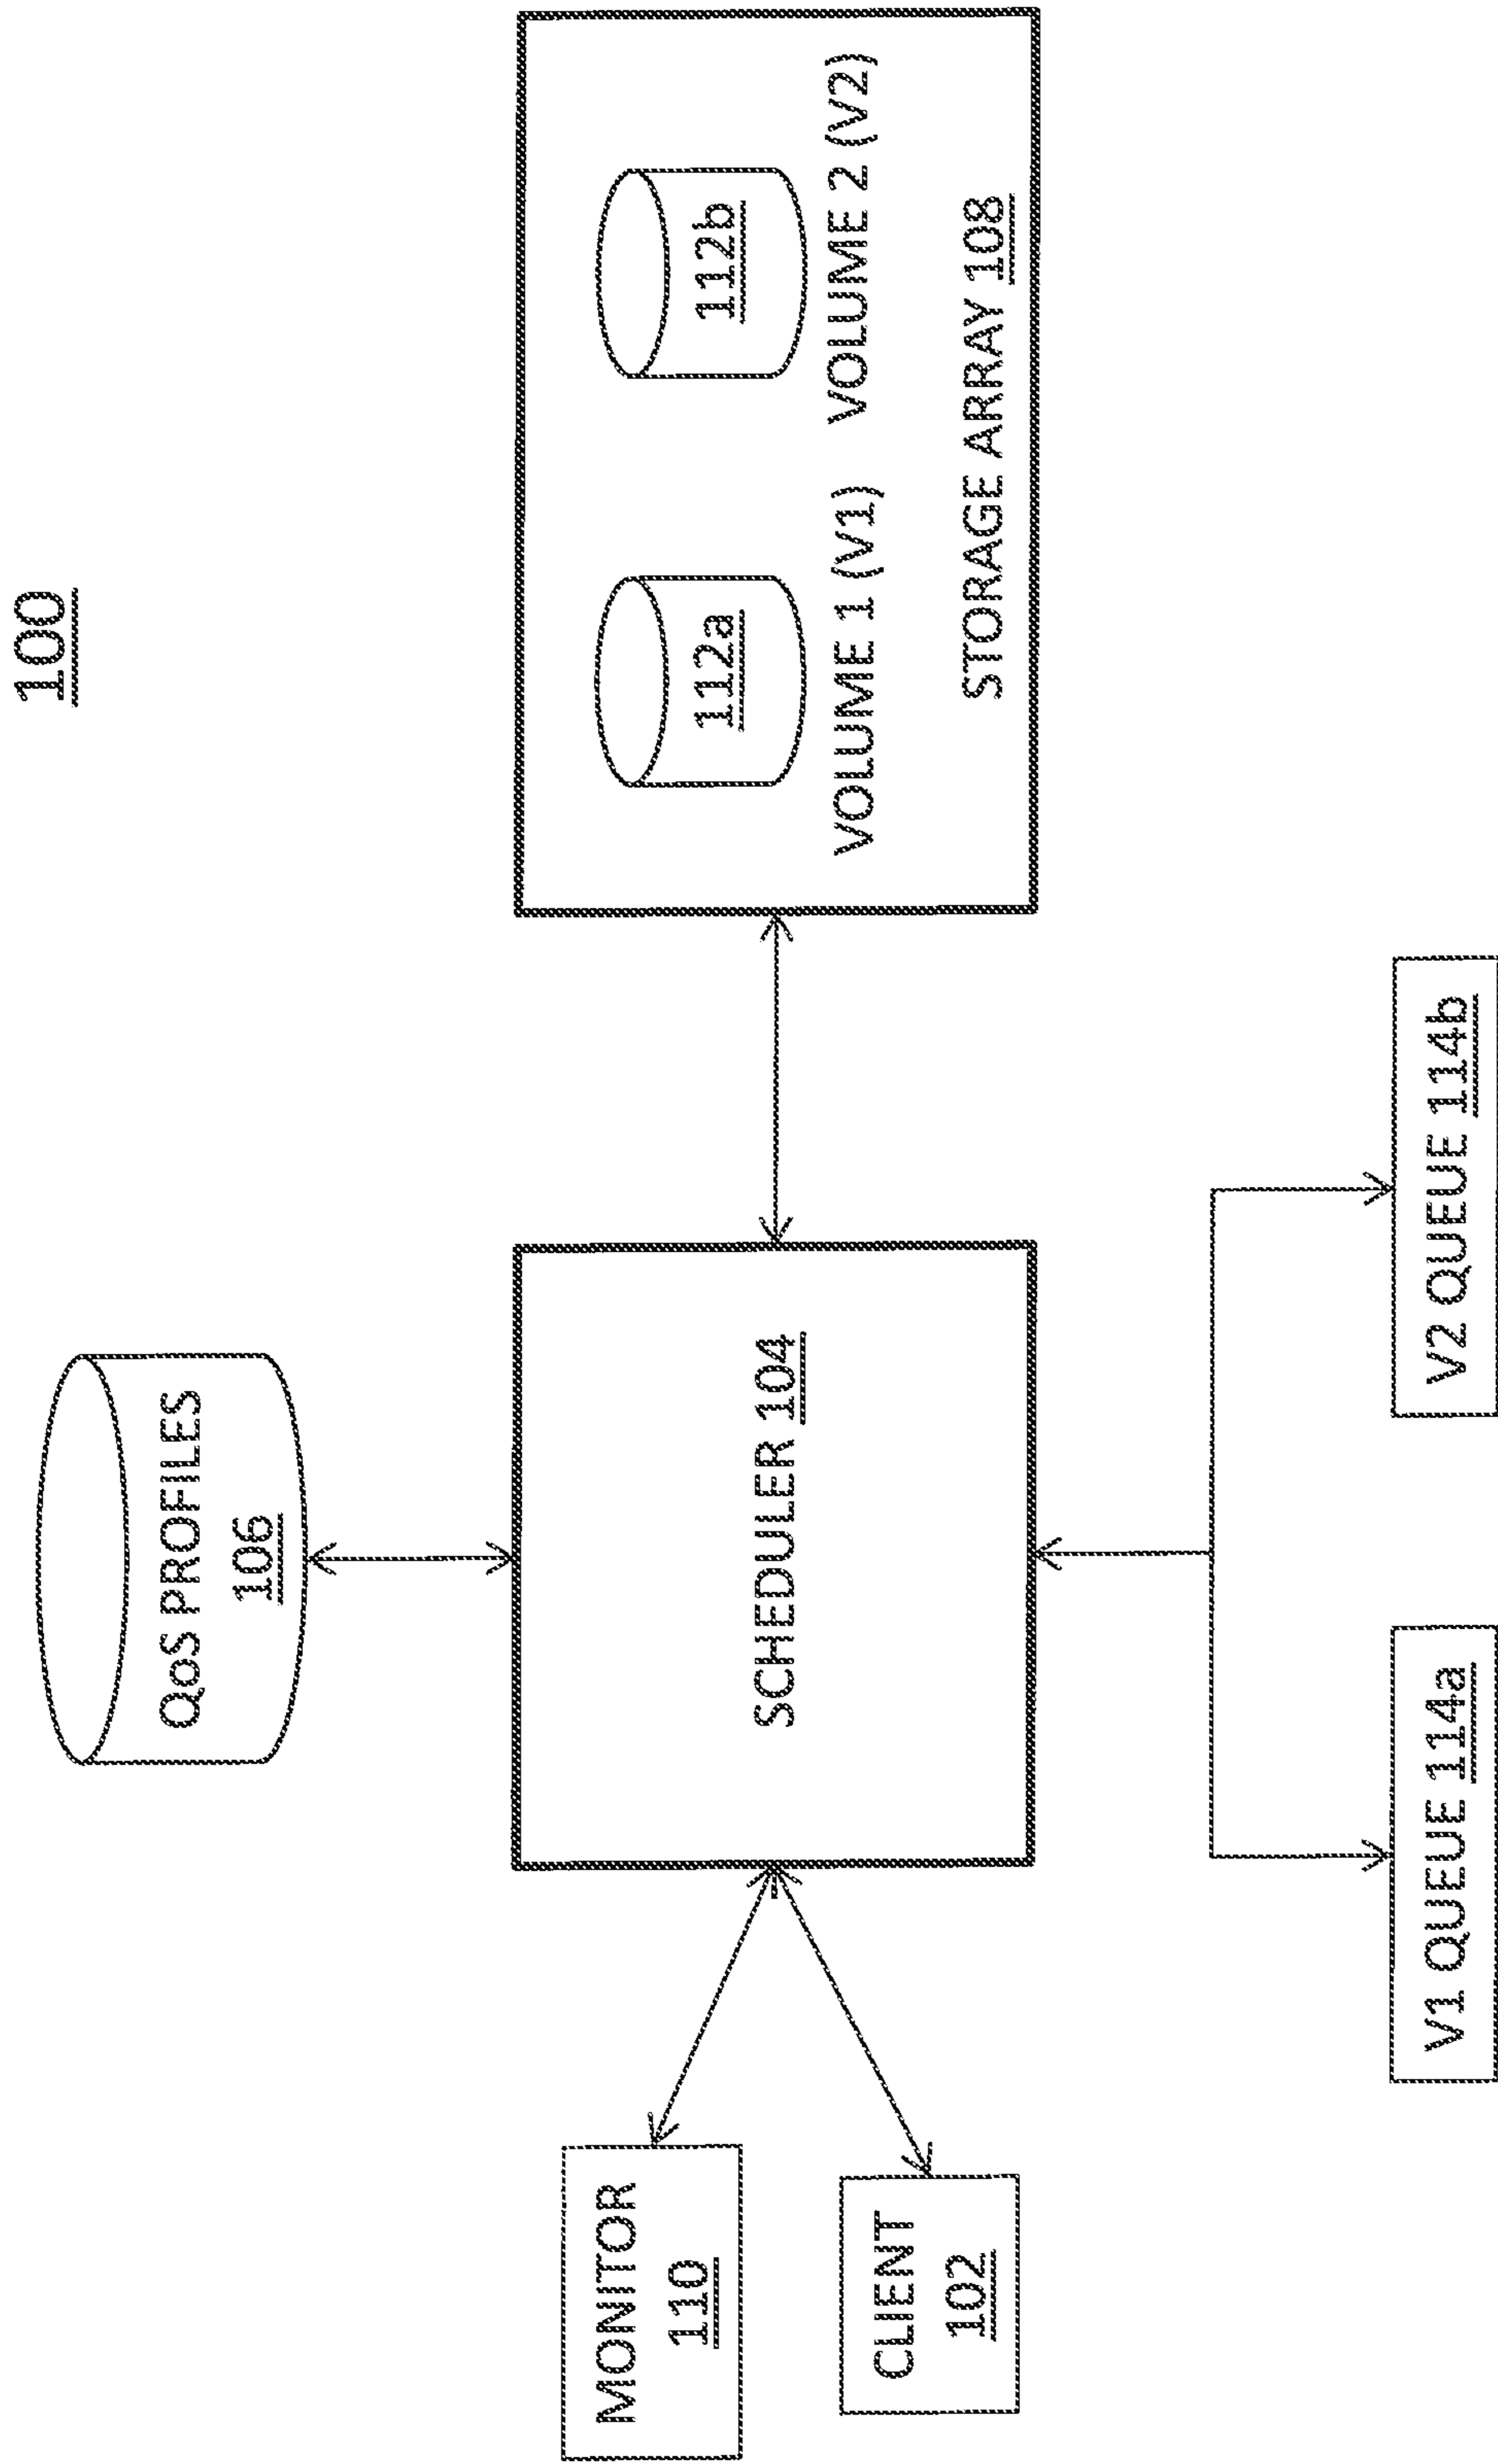 100
QoS PROFILES
106
MONITOR
110
CLIENT
102
SCHEDULER 104
112a
112b
VOLUME 1 (V1)
VOLUME 2 (V2)
STORAGE ARRAY 108
V1 QUEUE 114a
V2 QUEUE 114b